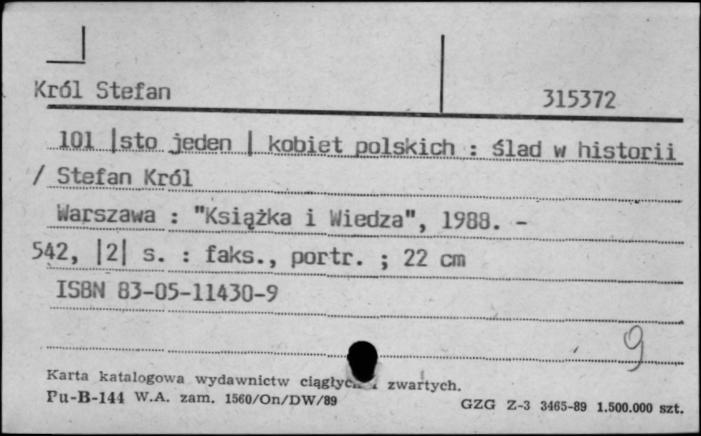 Król Stefan
315372
101 |sto jeden | kobiet polskich : ślad w historii
/ Stefan Król
Warszawa : "Książka i Wiedza", 1988. -
542, |2| s. : faks., portr. ; 22 cm
ISBN 83-05-11430-9
9
Karta katalogowa wydawnictw zwartych.
Pu-B-144 W.A. zam. 1560/On/DW/89
GZG Z-3 3465-89 1.500.000 szt.